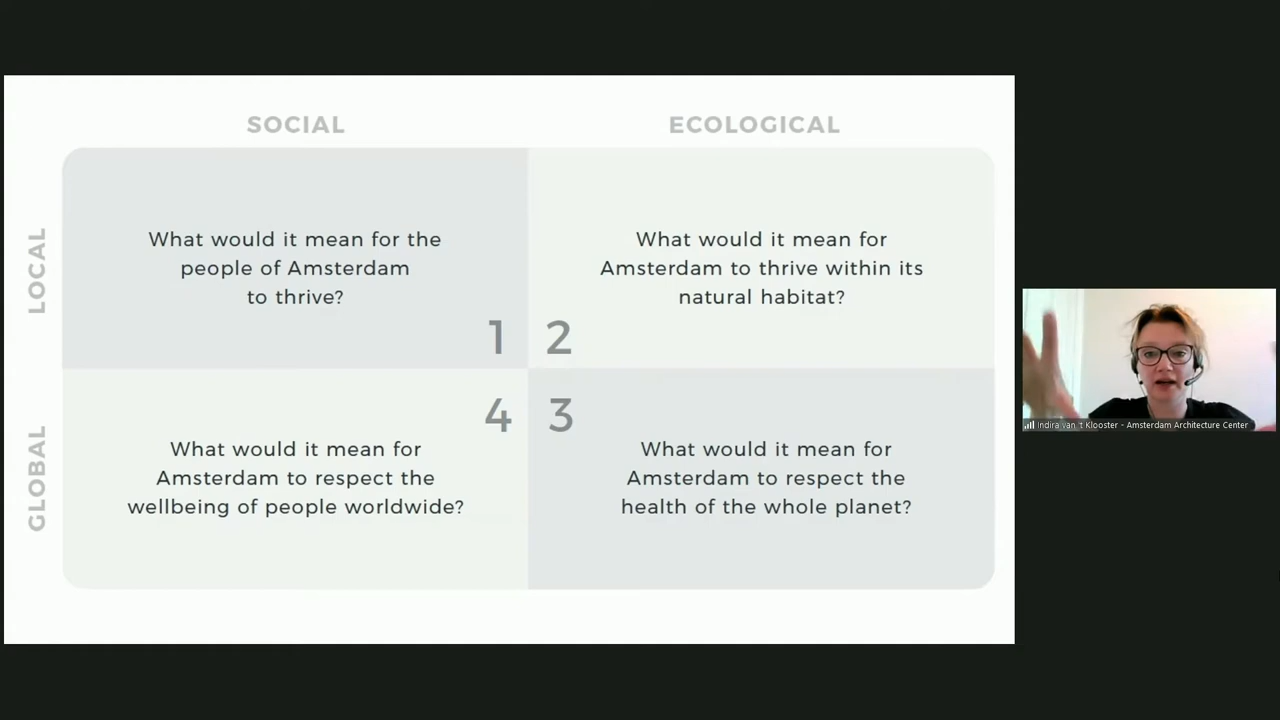 SOCIAL
ECOLOGICAL
LOCAL
What would it mean for the
people of Amsterdam
to thrive?
1
What would it mean for
Amsterdam to thrive within its
natural habitat?
2
GLOBAL
4
What would it mean for
Amsterdam to respect the
wellbeing of people worldwide?
3
What would it mean for
Amsterdam to respect the
health of the whole planet?
Indira van 't Klooster - Amsterdam Architecture Center